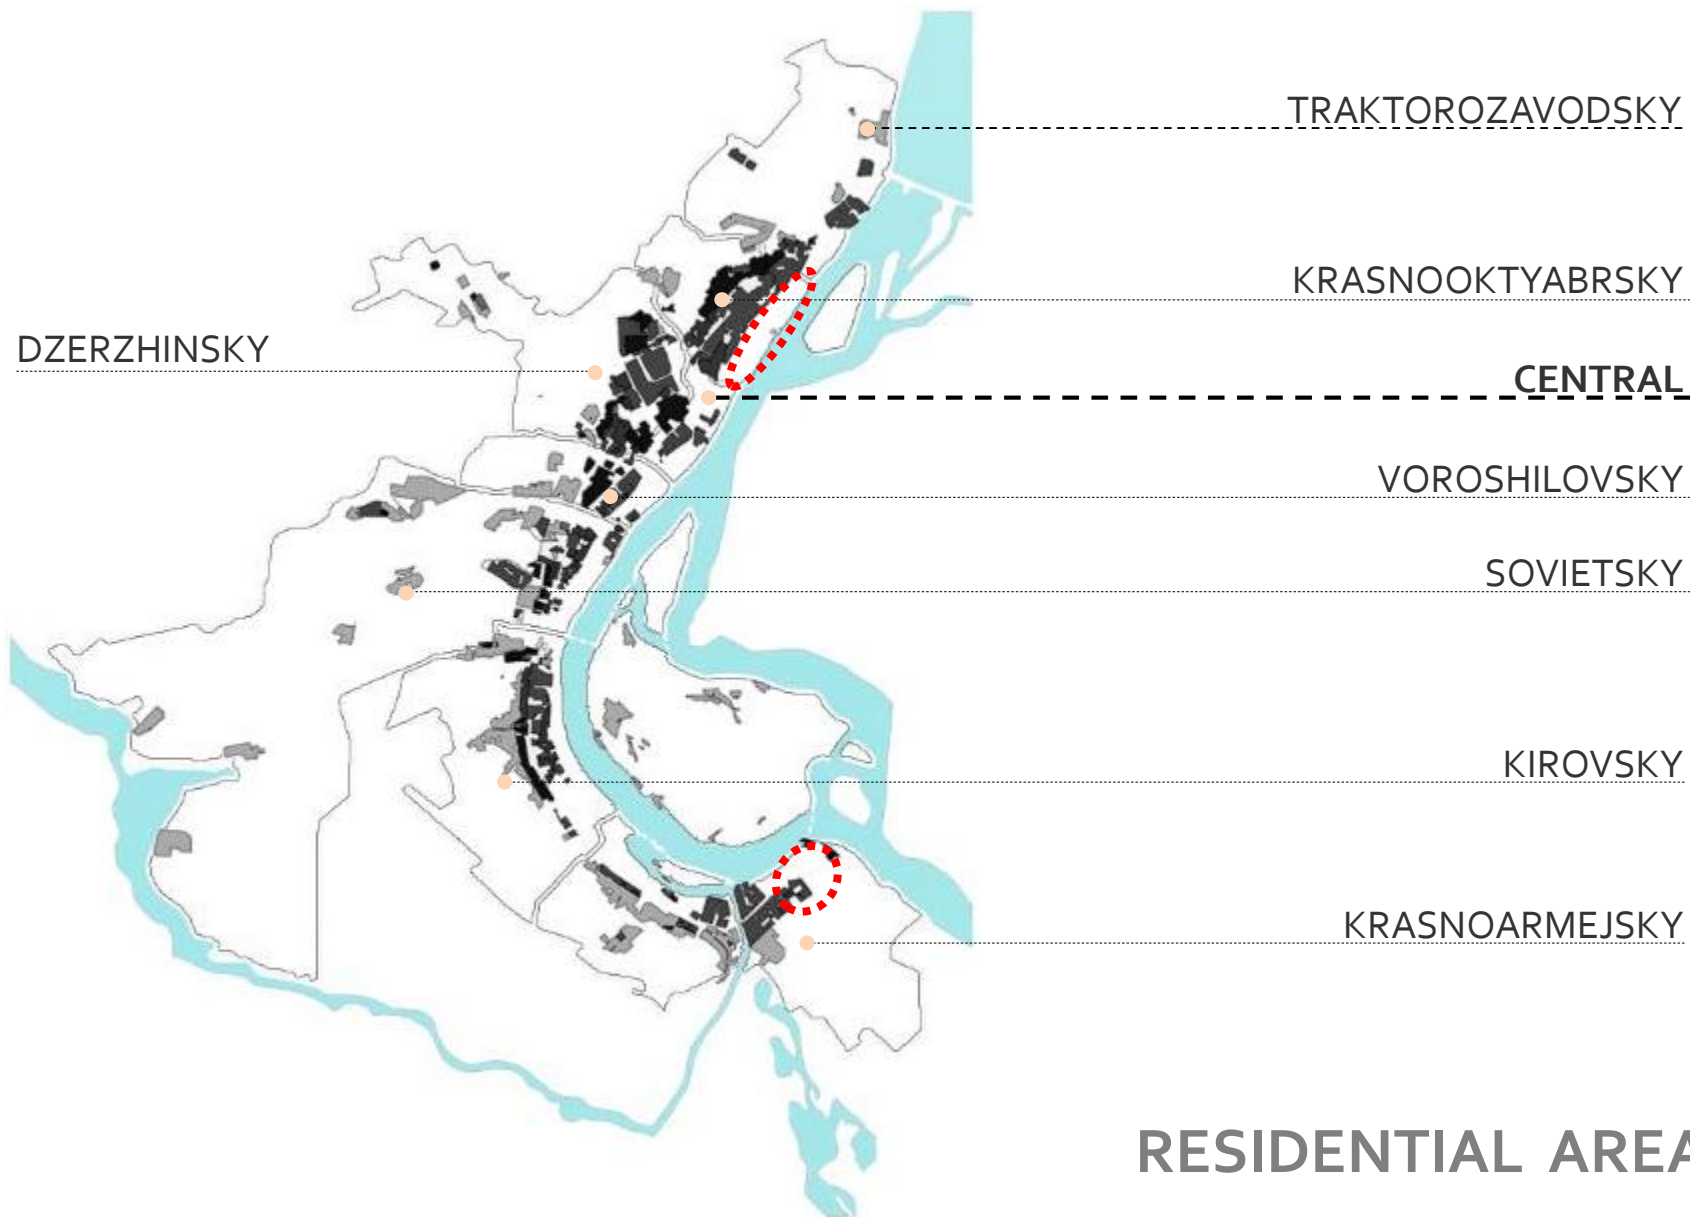 TRAKTOROZAVODSKY
KRASNOOKTYABRSKY
DZERZHINSKY
CENTRAL
VOROSHILOVSKY
SOVIETSKY
KIROVSKY
KRASNOARMEJSKY
RESIDENTIAL AREA